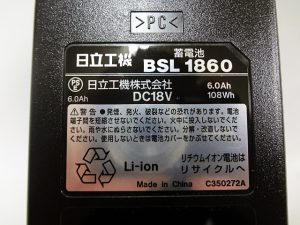 >PC<
日立工機 蓄電池 BSL 1860
PSE 日立工機株式会社
6.0Ah DC18V 6.0Ah 108Wh
⚠警告 ●発煙、発火、破裂などの恐れがあります。電池
端子間を短絡させないでください。火中に投入しないでくだ
さい。雨や水にぬらさないでください。分解・改造しない
でください。使用しないときは電池カバーをかぶせてください。
Li-ion
リチウムイオン電池は
リサイクルへ
Made in China C350272A